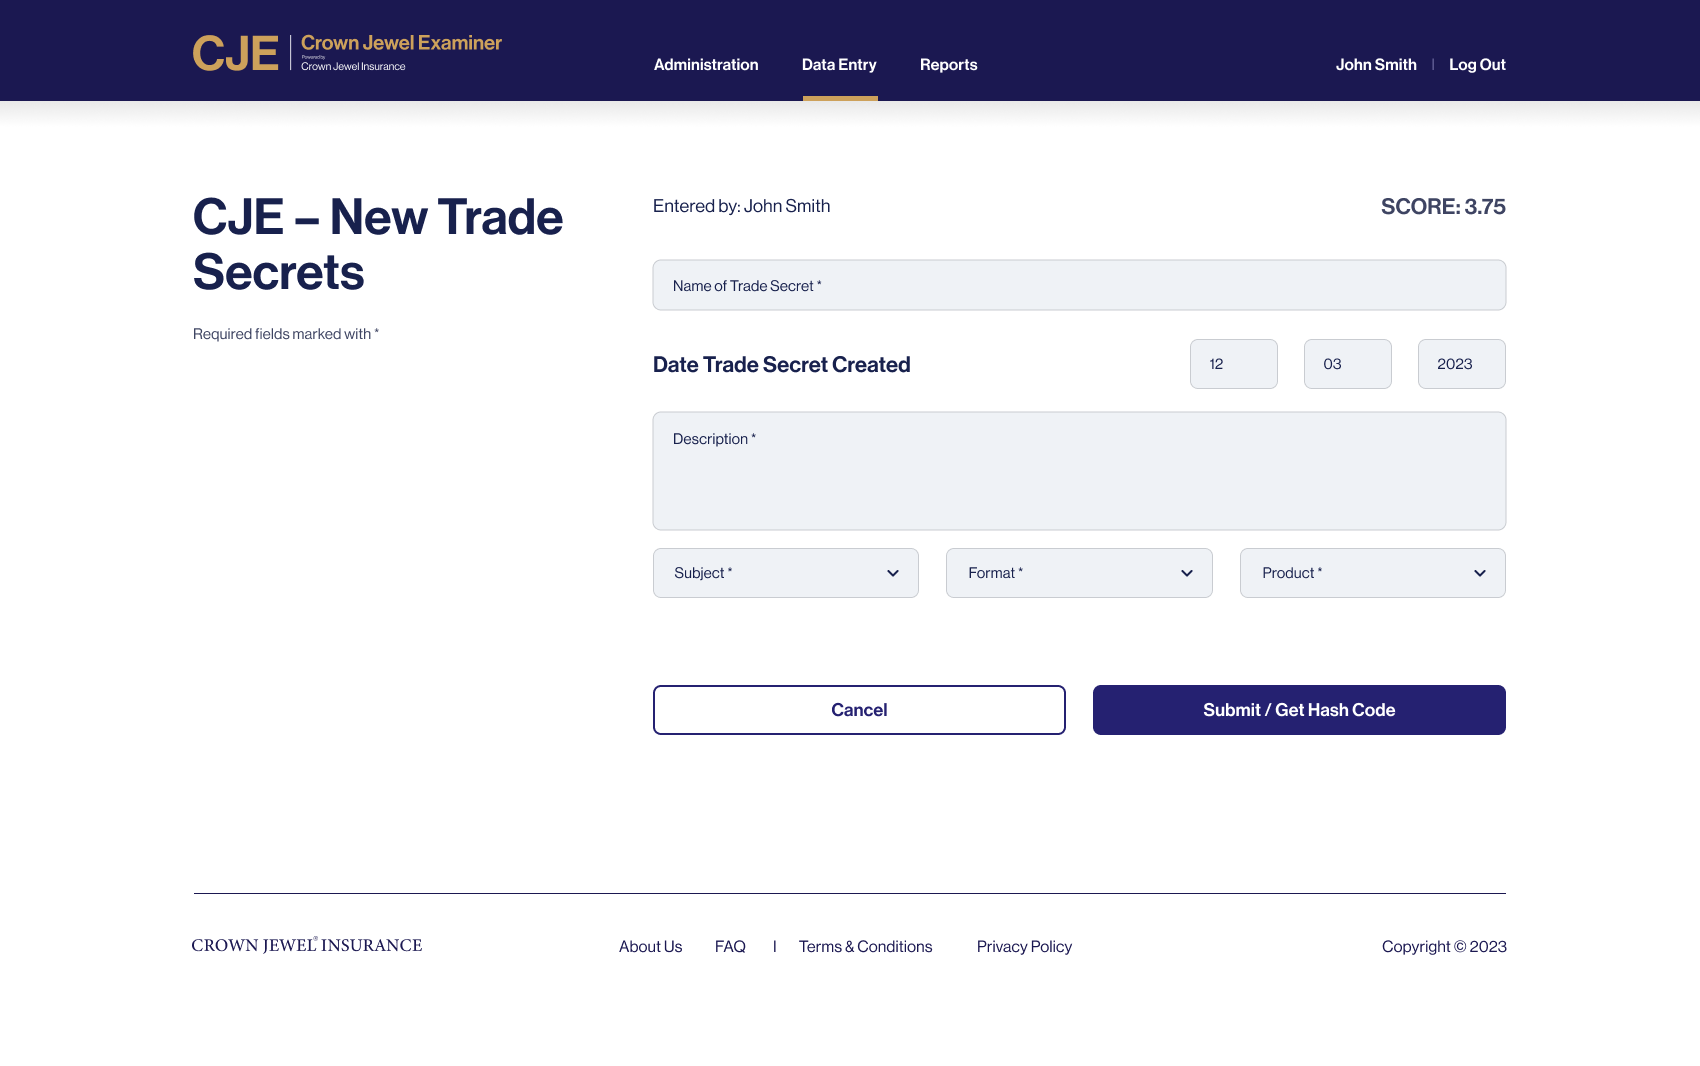 CJE
Crown Jewel Examiner
Powered by
Crown Jewel Insurance
Administration
Data Entry
Reports
John Smith | Log Out
CJE – New Trade
Secrets
Required fields marked with *
Entered by: John Smith
SCORE: 3.75
Name of Trade Secret *
Date Trade Secret Created
12
03
2023
Description *
Subject *
Format *
Product *
Cancel
Submit / Get Hash Code
CROWN JEWEL® INSURANCE
About Us
FAQ | Terms & Conditions
Privacy Policy
Copyright © 2023